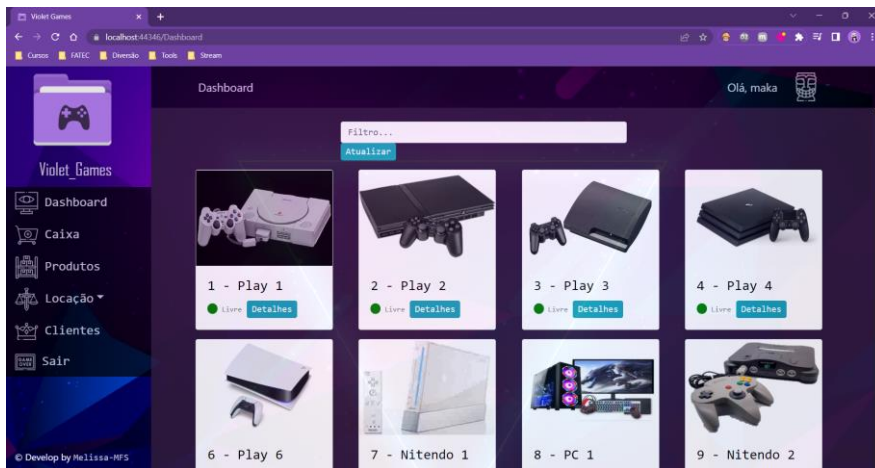 Violet Games
localhost:44346/Dashboard
Cursos
FATEC
Diversão
Tools
Stream
Violet_Games
Dashboard
Caixa
Produtos
Locação
Clientes
GAME OVER
Sair
© Develop by Melissa-MFS
Dashboard
Olá, maka
Filtro...
Atualizar
1 - Play 1
Livre Detalhes
2 - Play 2
Livre Detalhes
3 - Play 3
Livre Detalhes
4 - Play 4
Livre Detalhes
6 - Play 6
7 - Nitendo 1
8 - PC 1
9 - Nitendo 2